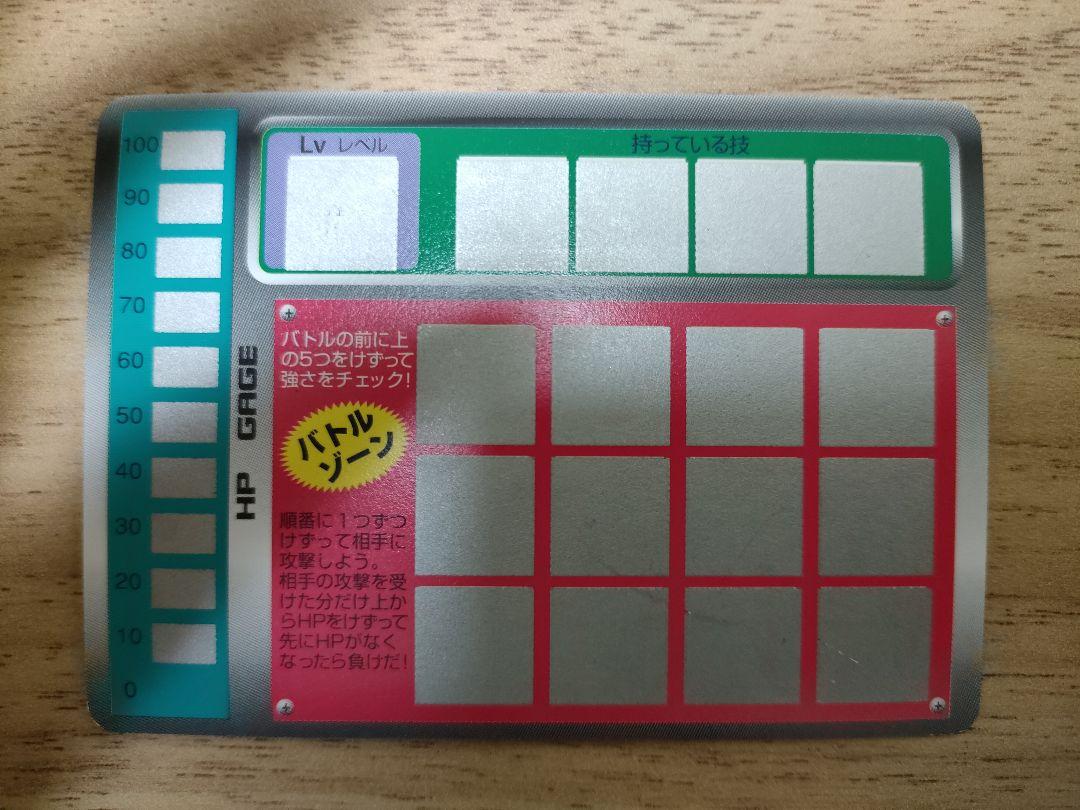 100
90
80
70
60
50
40
30
20
10
0
HP GAGE
Lv レベル
持っている技
バトルの前に上
の5つをけずって
強さをチェック!
バトル
ゾーン
順番に1つずつ
けずって相手に
攻撃しよう。
相手の攻撃を受
けた分だけ上か
らHPをけずって
先にHPがなく
なったら負けだ!